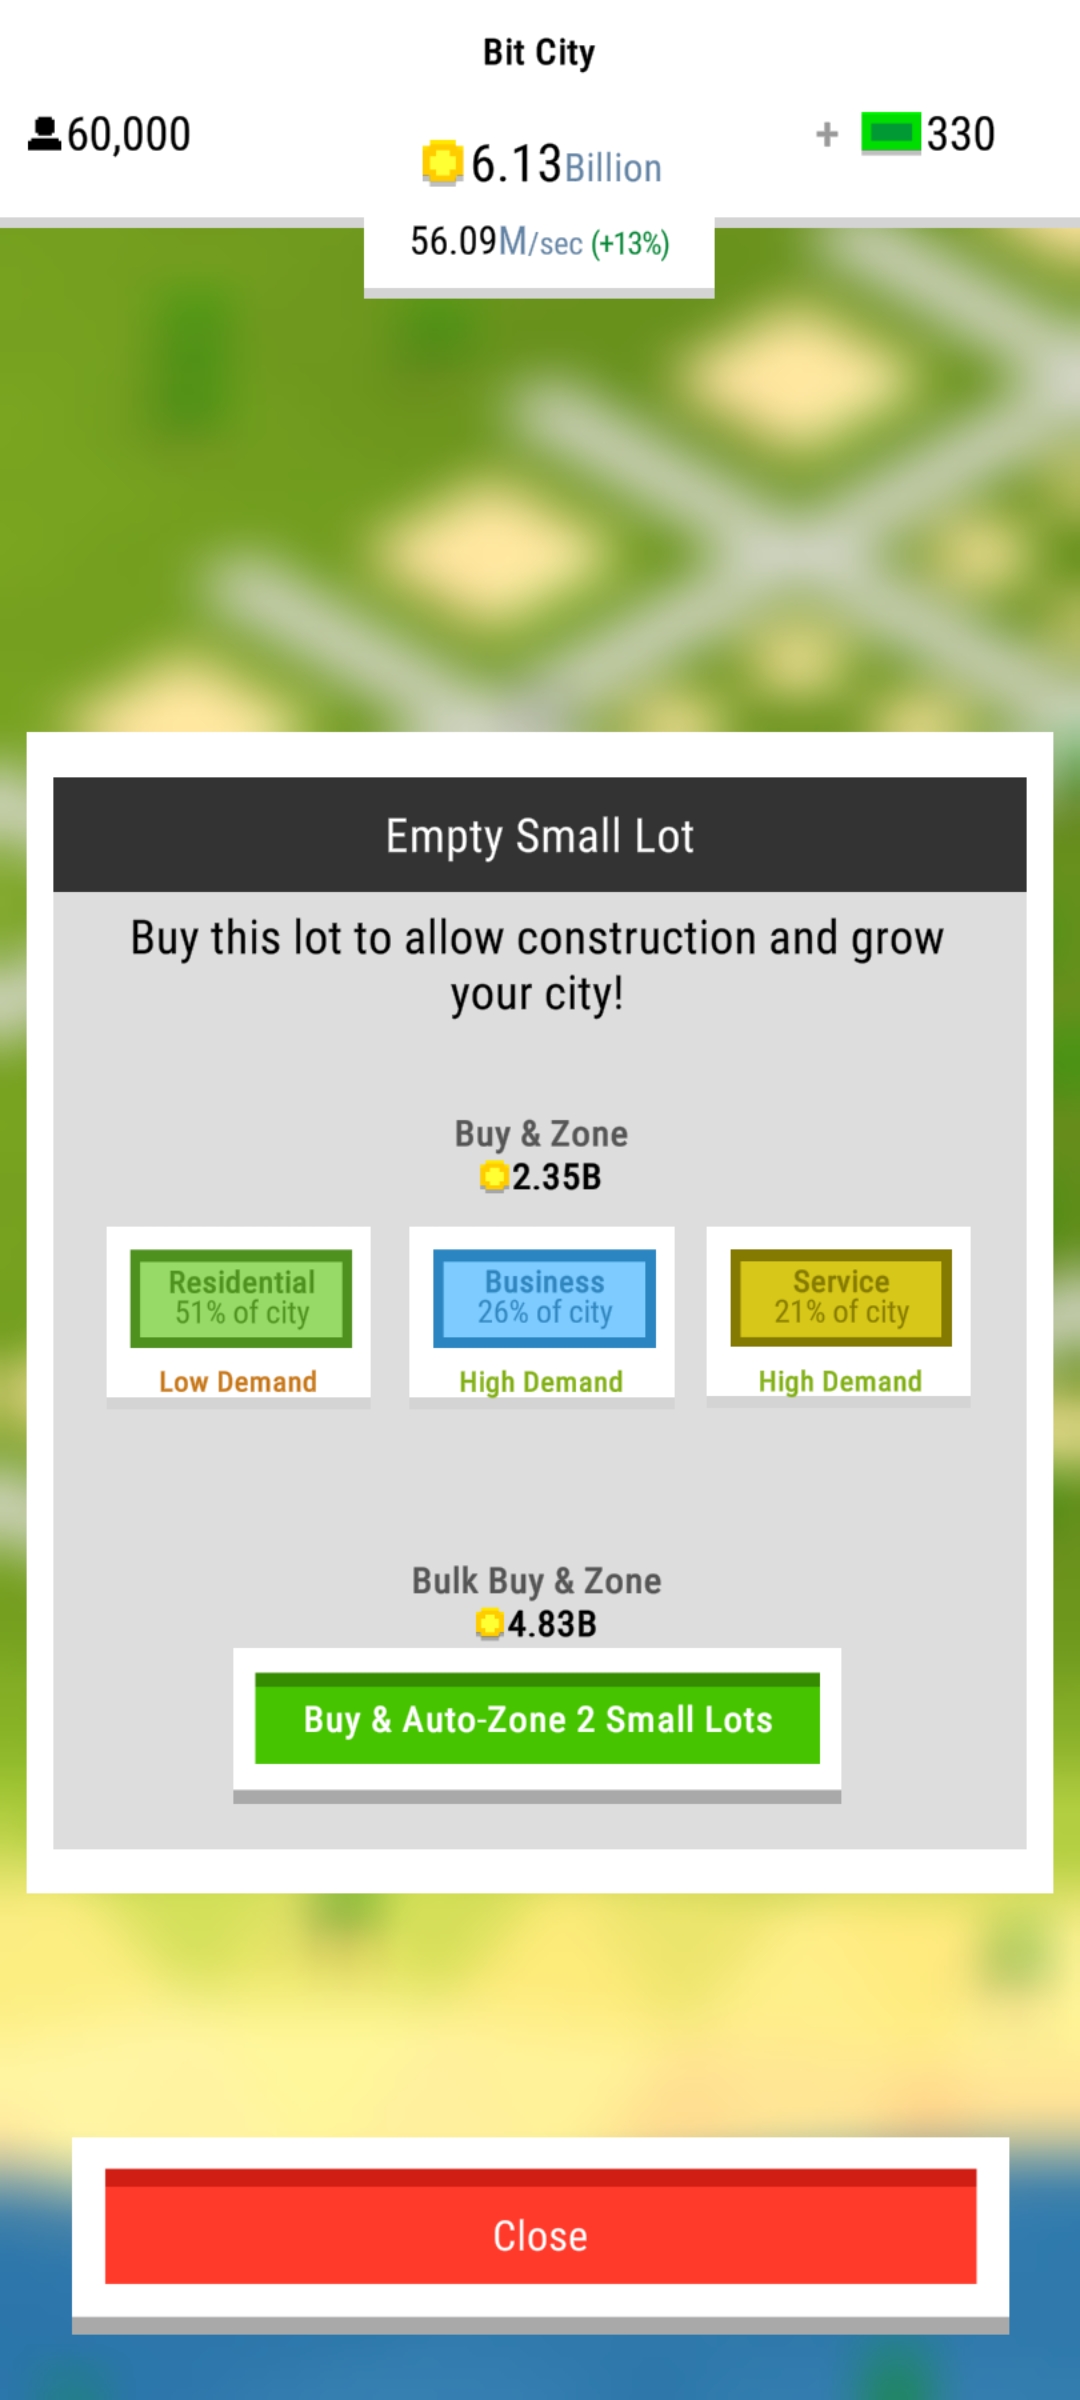 Bit City
60,000
6.13Billion
330
56.09M/sec (+13%)
Empty Small Lot
Buy this lot to allow construction and grow
your city!
Buy & Zone
2.35B
Residential
51% of city
Low Demand
Business
26% of city
High Demand
Service
21% of city
High Demand
Bulk Buy & Zone
4.83B
Buy & Auto-Zone 2 Small Lots
Close